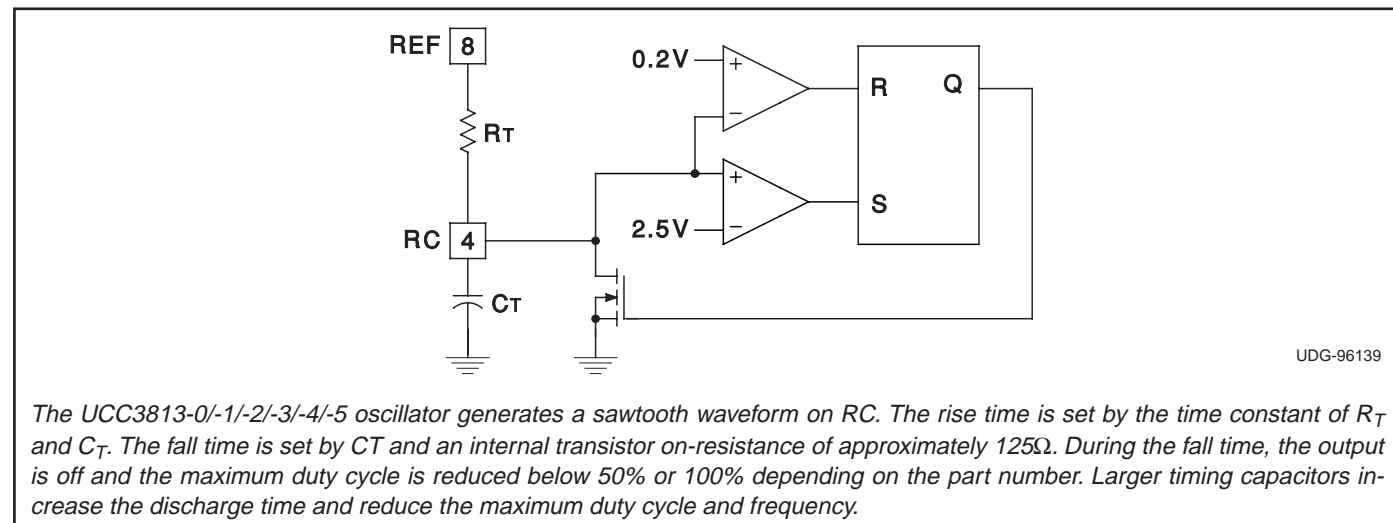 REF 8
0.2V
+
−
R Q
RT
+
−
S
2.5V
RC 4
CT
UDG-96139
The UCC3813-0/-1/-2/-3/-4/-5 oscillator generates a sawtooth waveform on RC. The rise time is set by the time constant of RT
and CT. The fall time is set by CT and an internal transistor on-resistance of approximately 125Ω. During the fall time, the output
is off and the maximum duty cycle is reduced below 50% or 100% depending on the part number. Larger timing capacitors in-
crease the discharge time and reduce the maximum duty cycle and frequency.